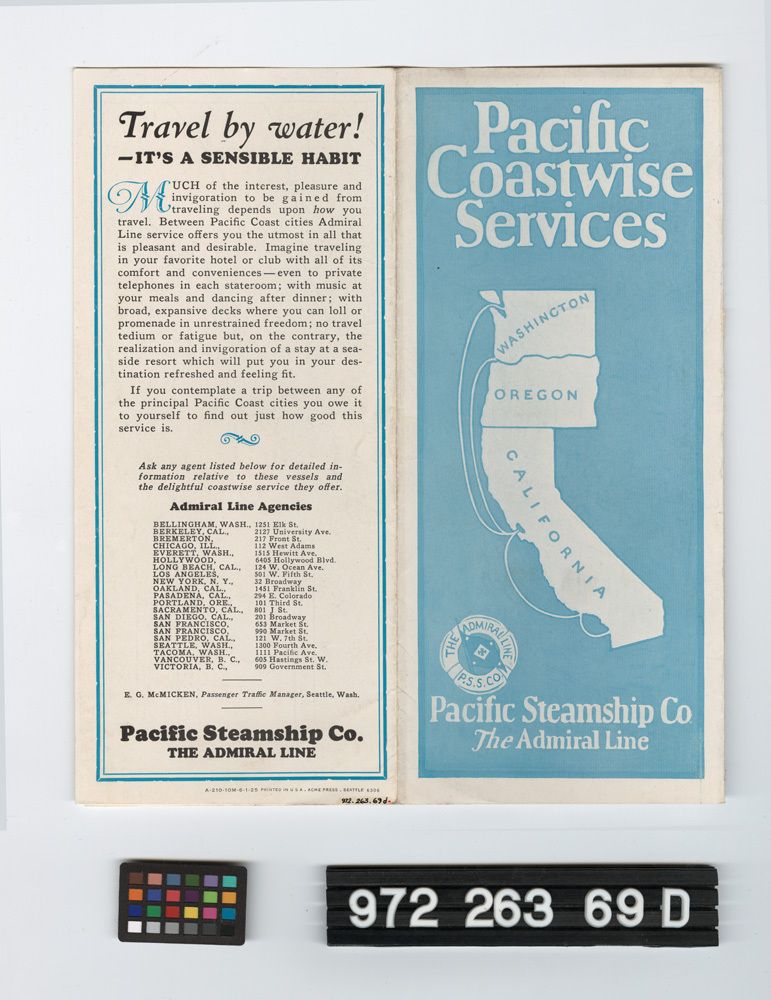 Travel by water!
—IT'S A SENSIBLE HABIT
MUCH of the interest, pleasure and
invigoration to be gained from
traveling depends upon how you
travel. Between Pacific Coast cities Admiral
Line service offers you the utmost in all that
is pleasant and desirable. Imagine traveling
in your favorite hotel or club with all of its
comfort and conveniences—even to private
telephones in each stateroom; with music at
your meals and dancing after dinner; with
broad, expansive decks where you can loll or
promenade in unrestrained freedom; no travel
tedium or fatigue but, on the contrary, the
realization and invigoration of a stay at a sea-
side resort which will put you in your des-
tination refreshed and feeling fit.
If you contemplate a trip between any of
the principal Pacific Coast cities you owe it
to yourself to find out just how good this
service is.
Ask any agent listed below for detailed in-
formation relative to these vessels and
the delightful coastwise service they offer.
Admiral Line Agencies
BELLINGHAM, WASH., 1251 Elk St.
BERKELEY, CAL., 2127 University Ave.
BREMERTON, 217 Front St.
CHICAGO, ILL., 112 West Adams
EVERETT, WASH., 1515 Hewitt Ave.
HOLLYWOOD, 6405 Hollywood Blvd.
LONG BEACH, CAL., 124 W. Ocean Ave.
LOS ANGELES, 501 W. Fifth St.
NEW YORK, N. Y., 32 Broadway
OAKLAND, CAL., 1451 Franklin St.
PASADENA, CAL., 294 E. Colorado
PORTLAND, ORE., 101 Third St.
SACRAMENTO, CAL., 801 J St.
SAN DIEGO, CAL., 201 Broadway
SAN FRANCISCO, 653 Market St.
SAN FRANCISCO, 990 Market St.
SAN PEDRO, CAL., 121 W. 7th St.
SEATTLE, WASH., 1300 Fourth Ave.
TACOMA, WASH., 1111 Pacific Ave.
VANCOUVER, B. C., 605 Hastings St. W.
VICTORIA, B. C., 909 Government St.
E. G. McMICKEN, Passenger Traffic Manager, Seattle, Wash.
Pacific Steamship Co.
THE ADMIRAL LINE
A-210-10M-6-1-25 PRINTED IN U.S.A. ACME PRESS, SEATTLE 6306
972.263.69d
Pacific
Coastwise
Services
WASHINGTON
OREGON
CALIFORNIA
THE ADMIRAL LINE
P.S.S.CO.
Pacific Steamship Co
The Admiral Line
972 263 69 D